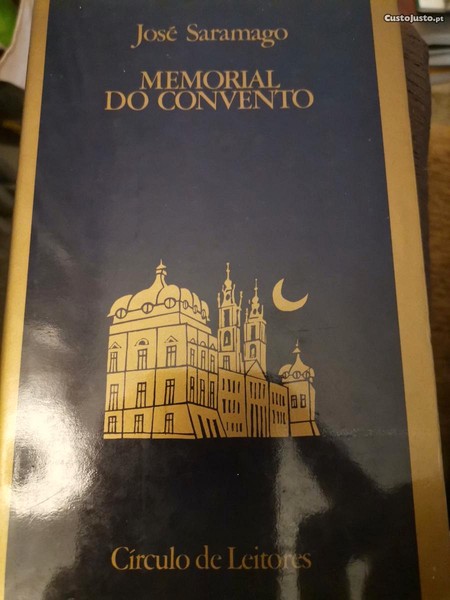 CustoJusto.pt
José Saramago
MEMORIAL
DO CONVENTO
Círculo de Leitores